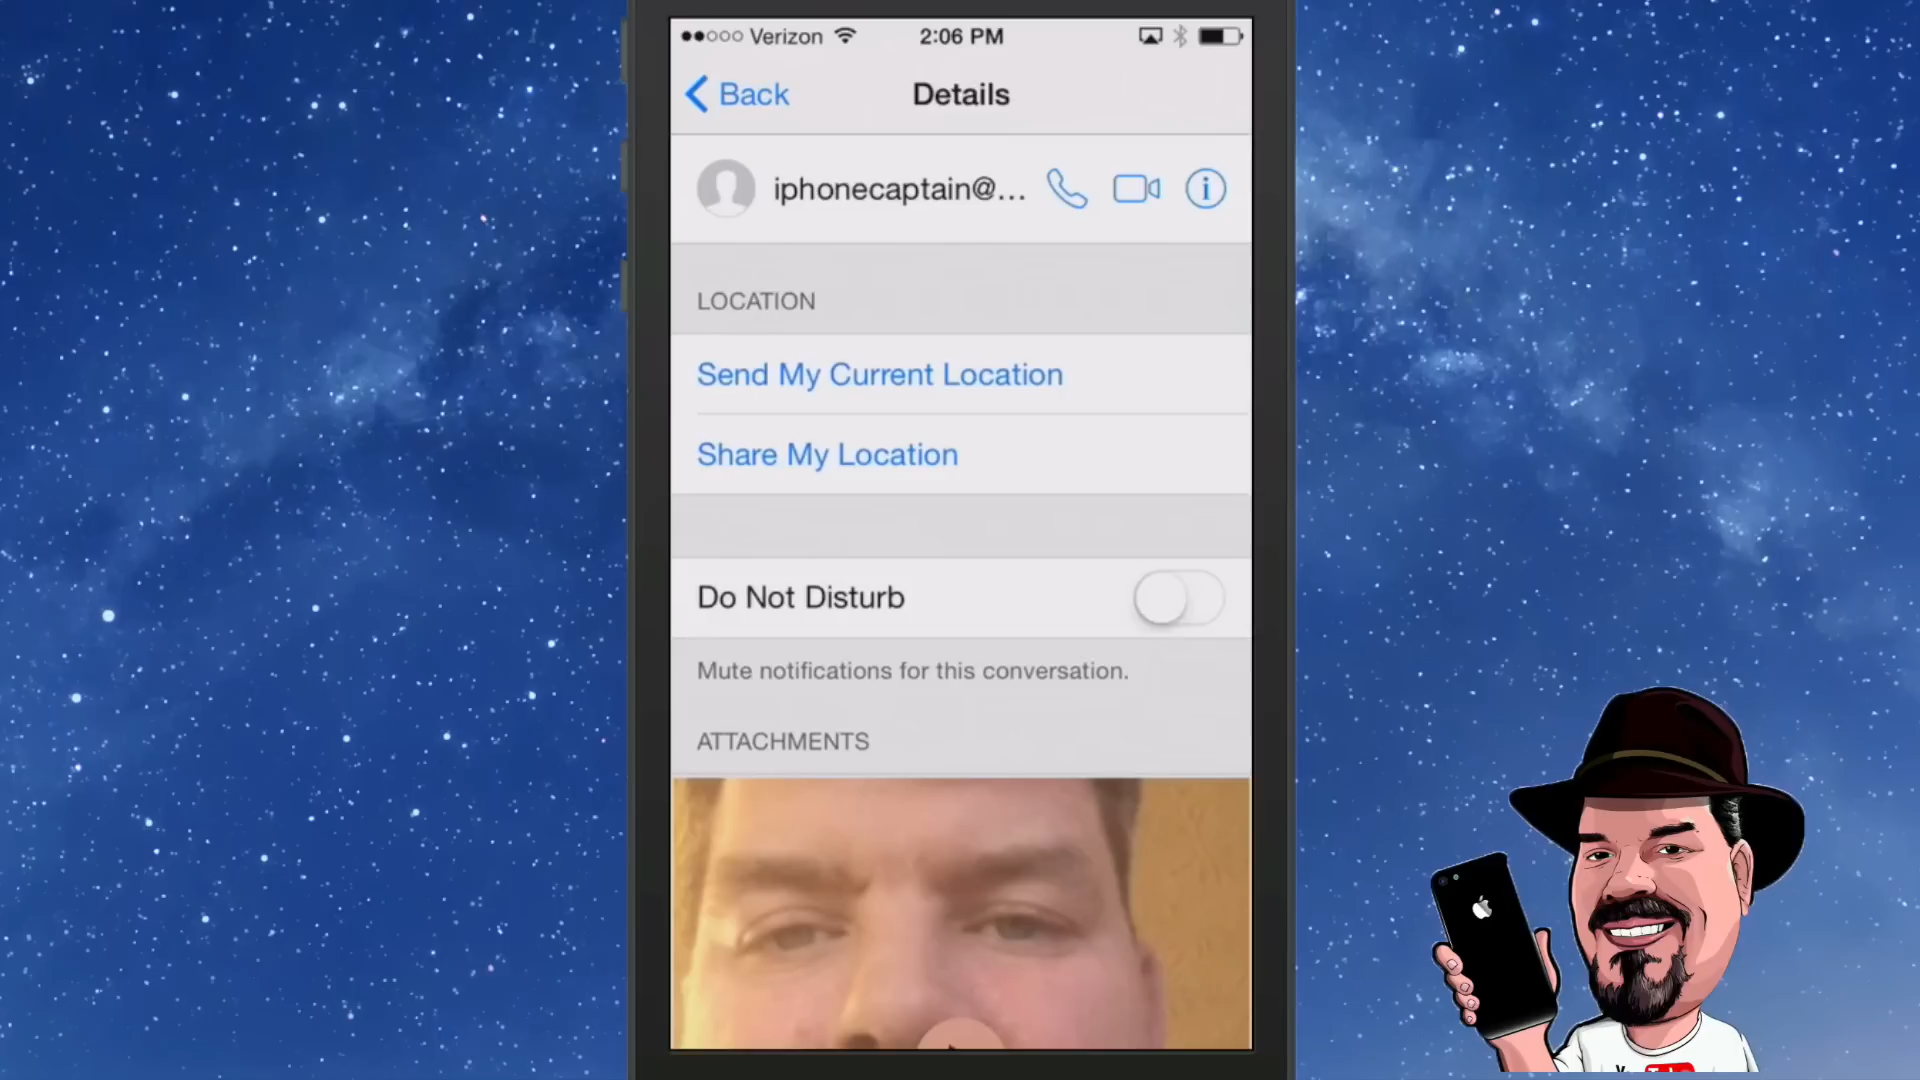 Verizon 2:06 PM
Back Details
iphonecaptain@...
LOCATION
Send My Current Location
Share My Location
Do Not Disturb
Mute notifications for this conversation.
ATTACHMENTS